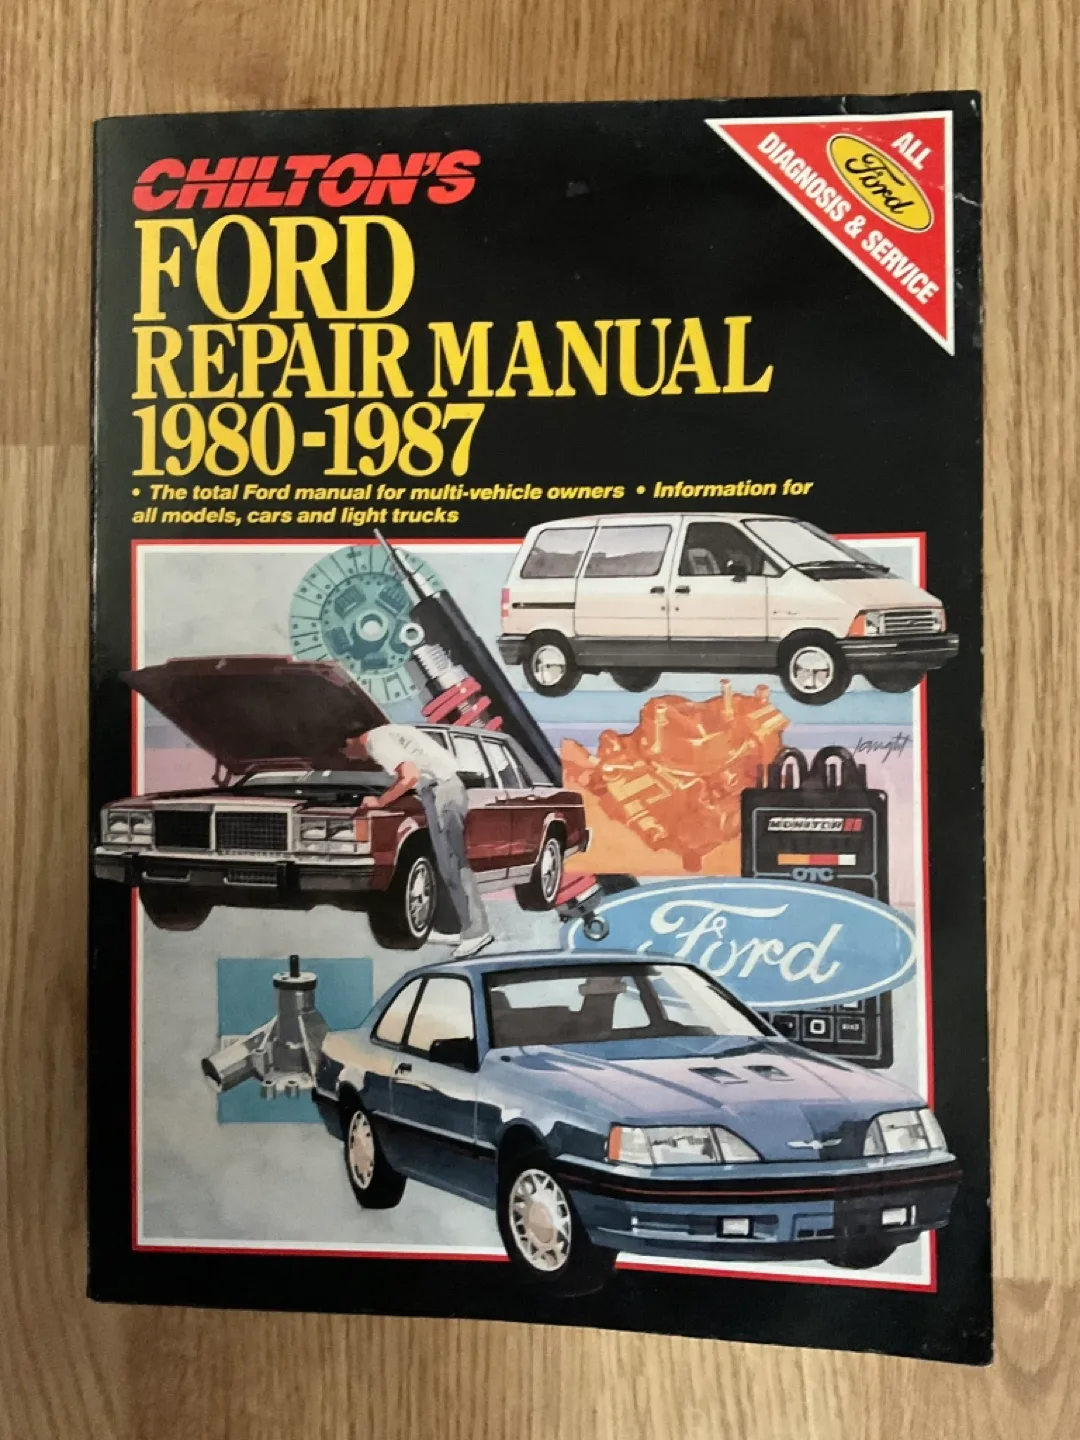 CHILTON'S
FORD
REPAIR MANUAL
1980-1987
• The total Ford manual for multi-vehicle owners • Information for
all models, cars and light trucks
ALL
Ford
DIAGNOSIS & SERVICE
MONITOR
OTC
Ford
0